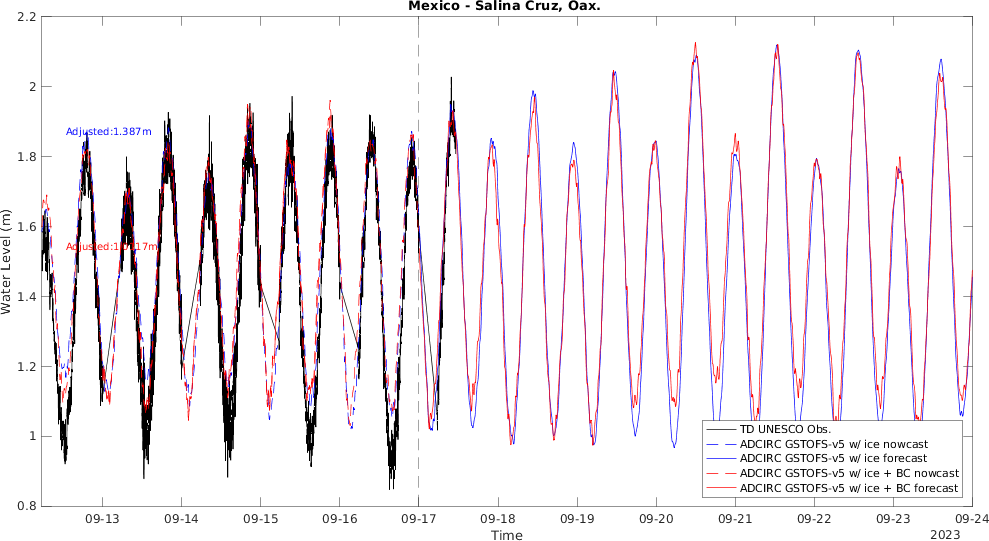 Mexico - Salina Cruz, Oax.
Water Level (m)
2.2
2
1.8
1.6
1.4
1.2
1
0.8
Adjusted:1.387m
TD UNESCO Obs.
ADCIRC GSTOFS-v5 w/ ice nowcast
ADCIRC GSTOFS-v5 w/ ice forecast
ADCIRC GSTOFS-v5 w/ ice + BC nowcast
ADCIRC GSTOFS-v5 w/ ice + BC forecast
09-13 09-14 09-15 09-16 09-17 09-18 09-19 09-20 09-21 09-22 09-23 09-24
Time
2023